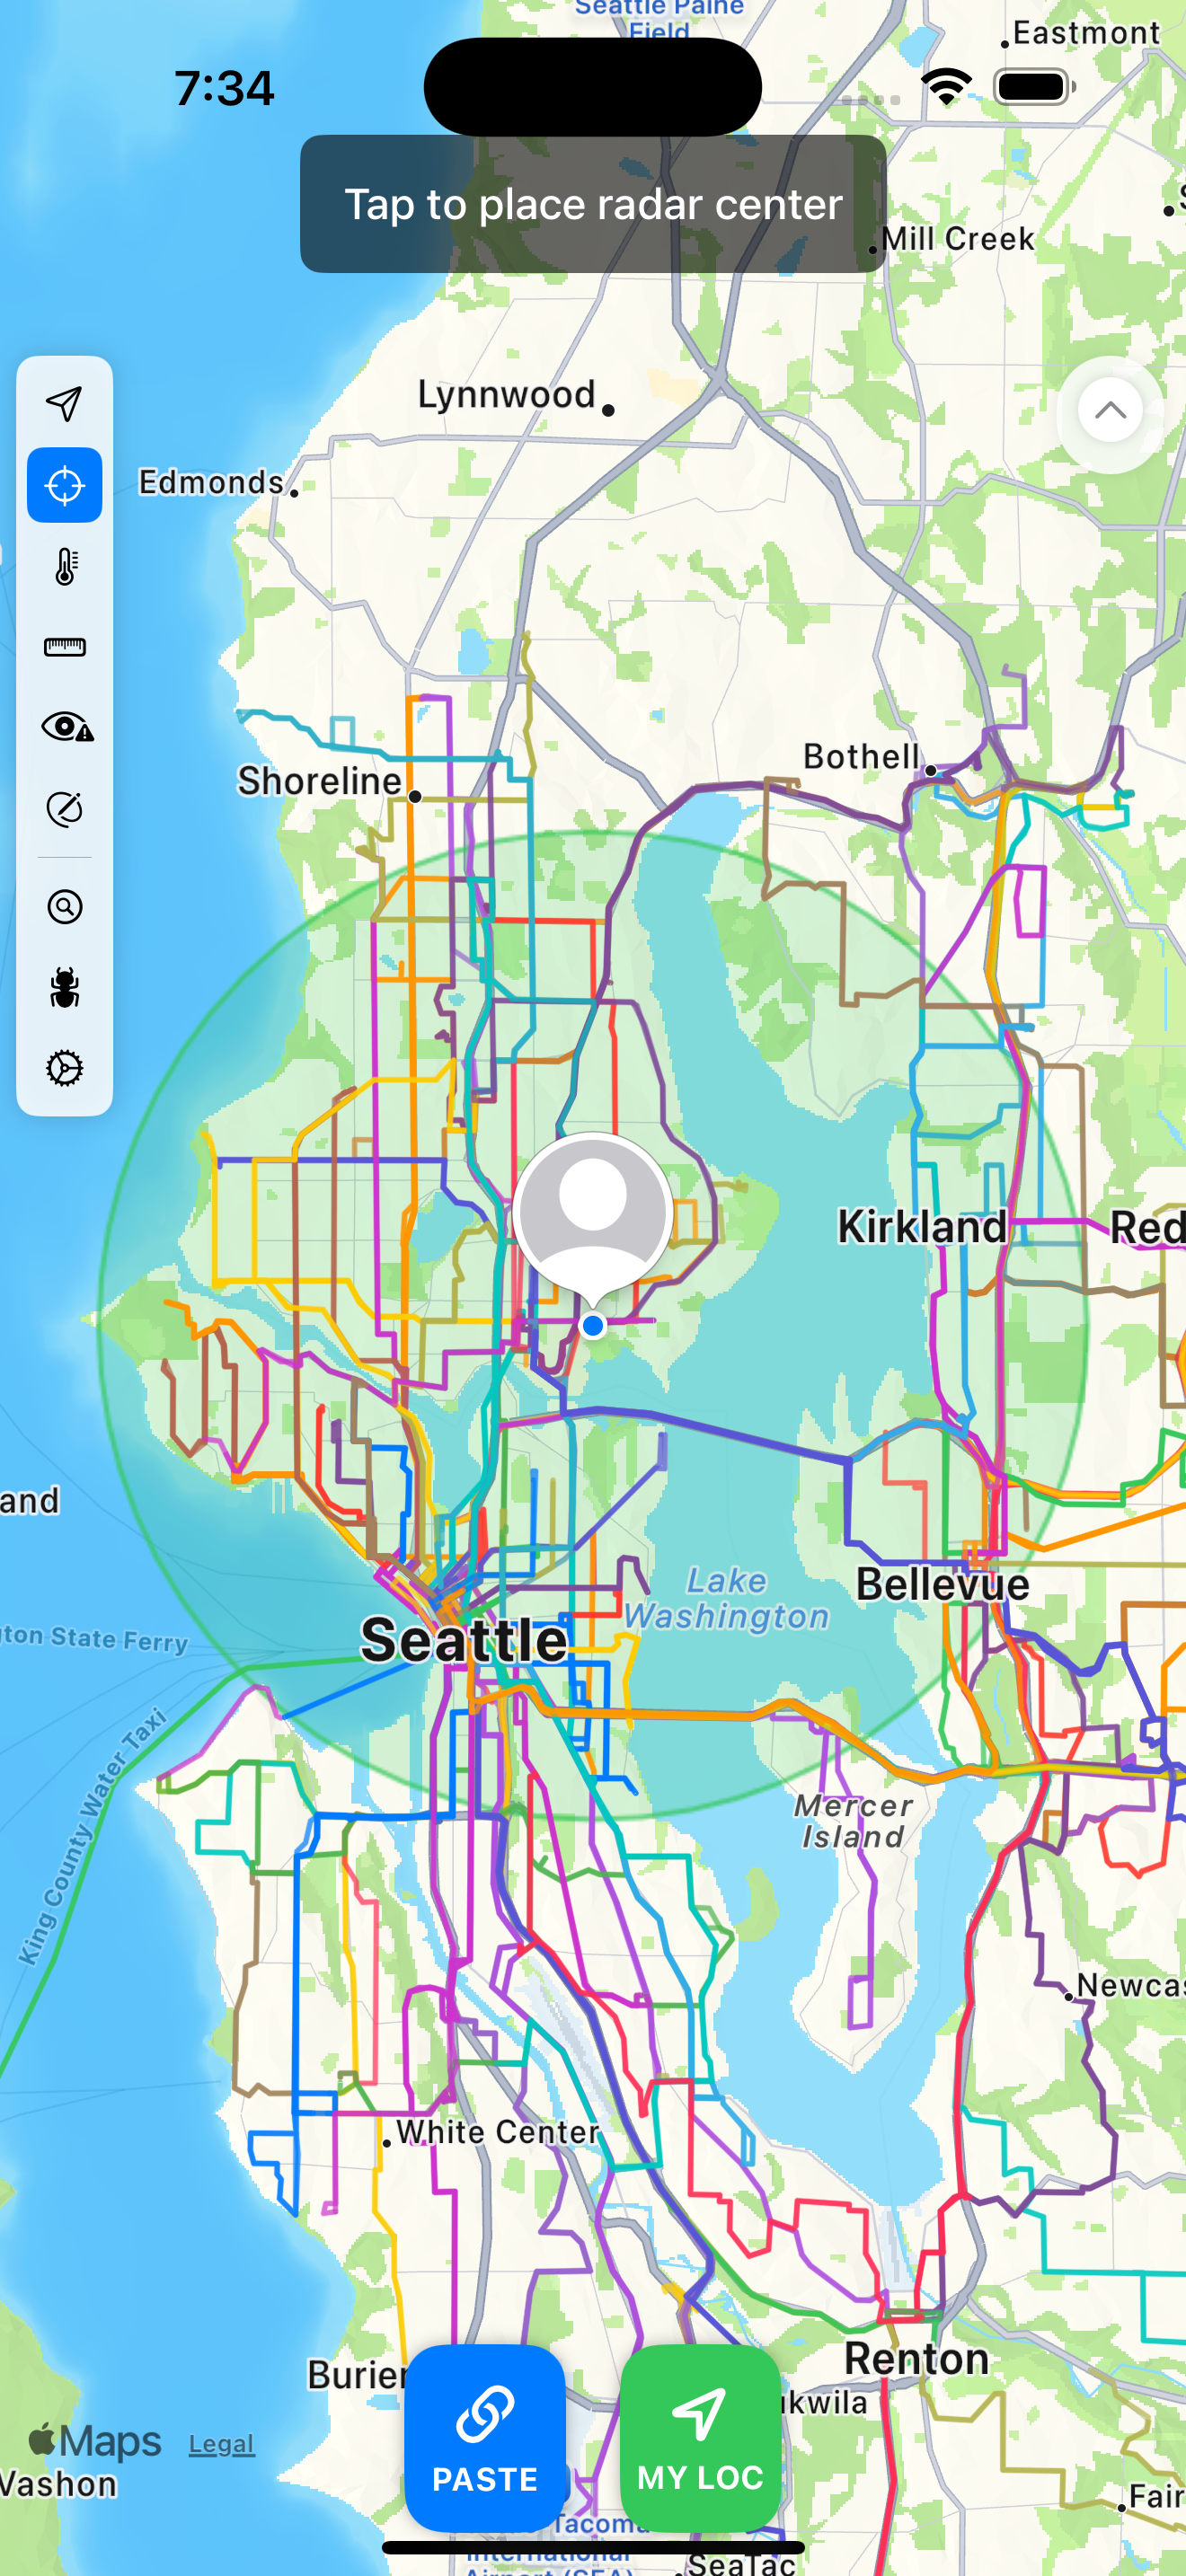 Seattle Paine
Field
Eastmont
7:34
Tap to place radar center
Mill Creek
Lynnwood
Edmonds
Bothell
Shoreline
Kirkland
Red
and
Bellevue
Lake
Washington
Seattle
ton State Ferry
King County Water Taxi
Mercer
Island
Newcas
White Center
Burien
Renton
ukwila
Maps
Legal
PASTE
MY LOC
Vashon
Fair
Tacoma
International
Airport (SEA)
SeaTac